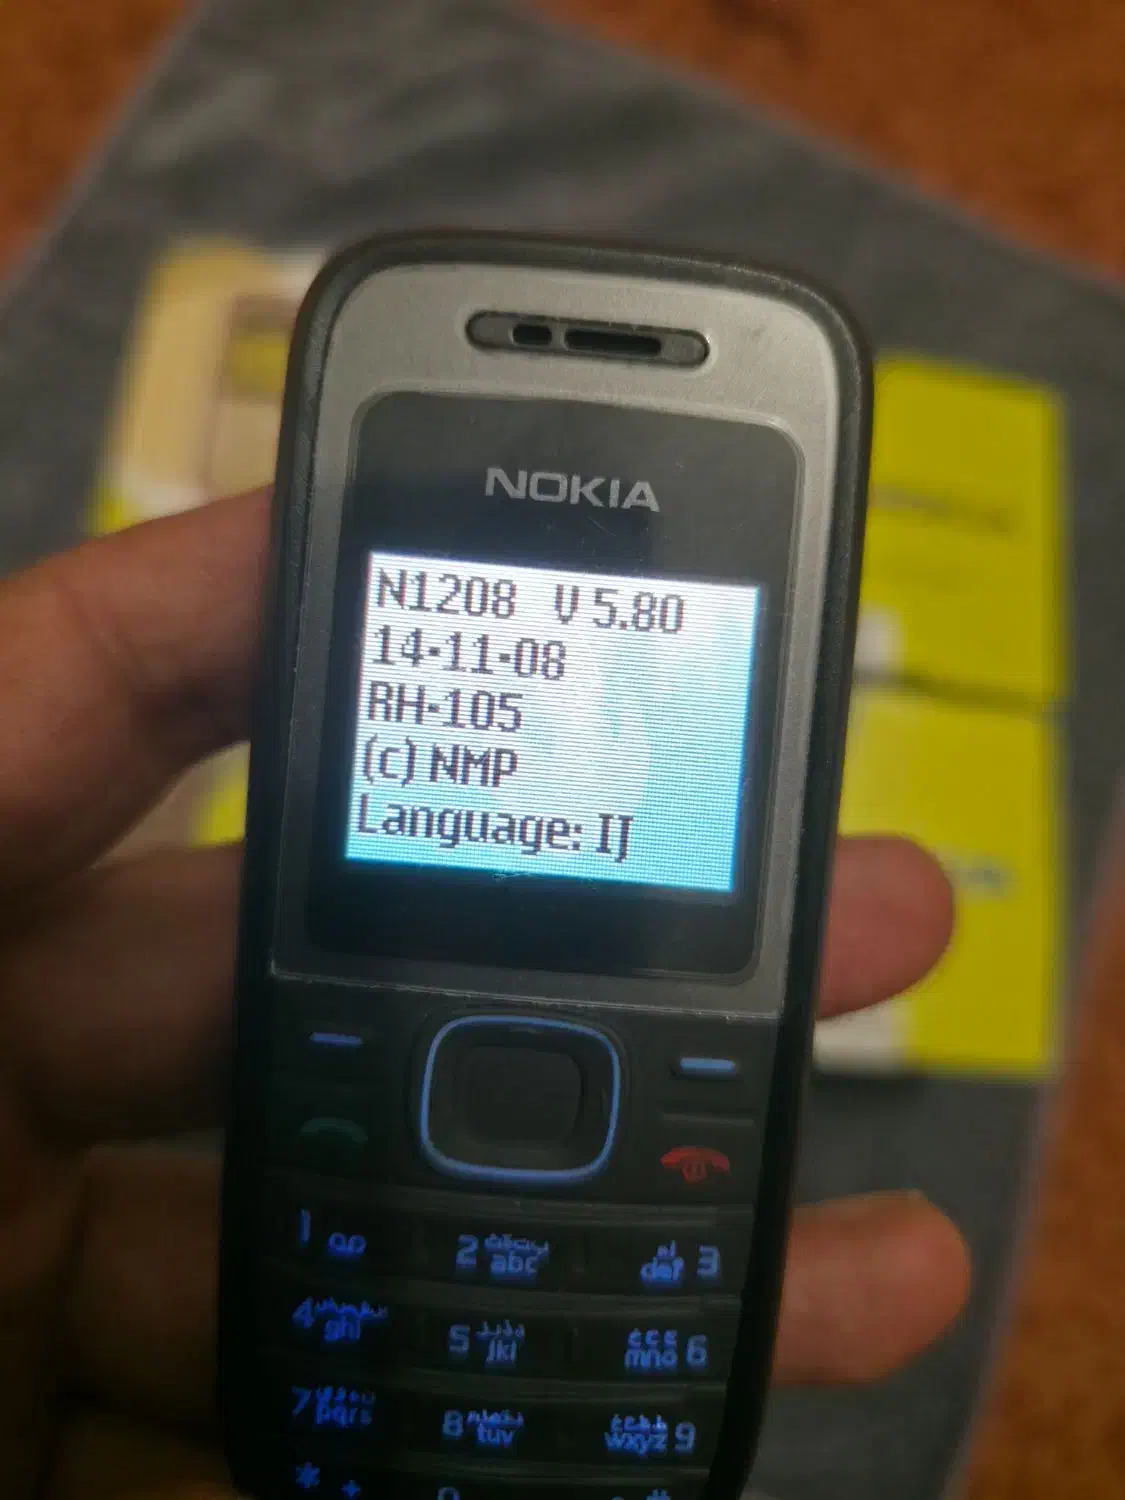 NOKIA
N1208 V 5.80
14-11-08
RH-105
(c) NMP
Language: IJ
1
2 abc
def 3
4 ghi
5 jkl
mno 6
7 pqrs
8 tuv
wxyz 9
* +
#